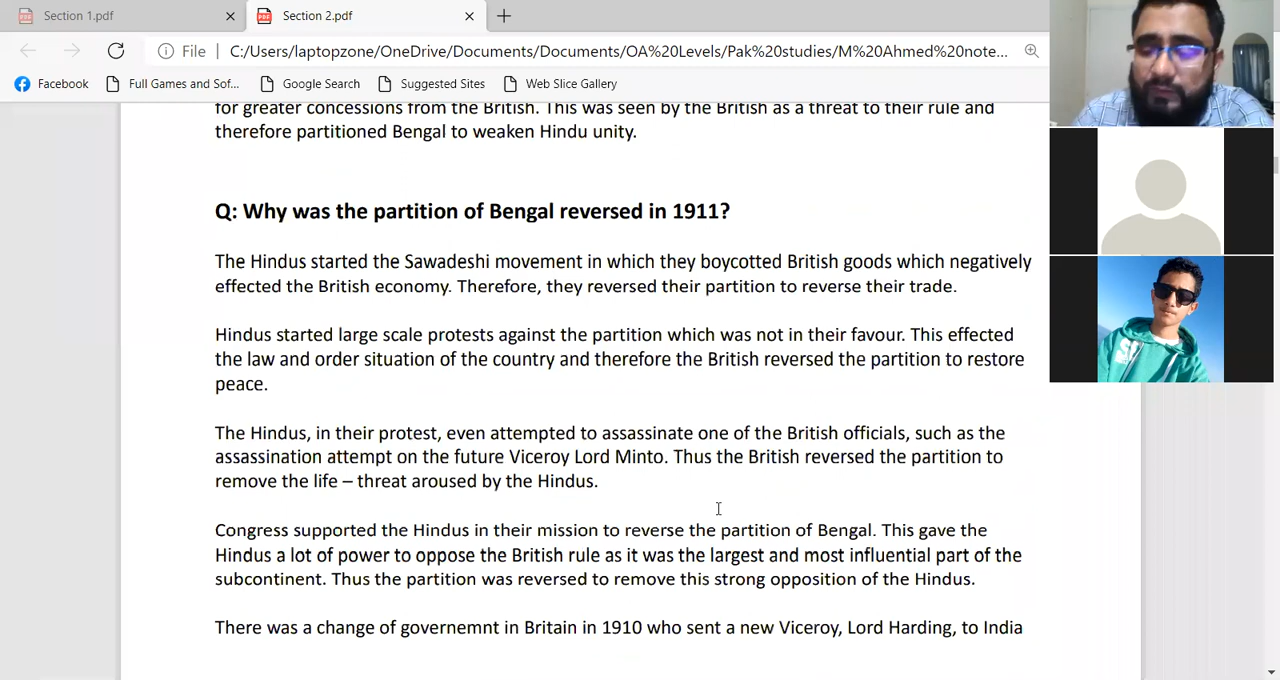 Section 1.pdf
Section 2.pdf
File
C:/Users/laptopzone/OneDrive/Documents/Documents/OA%20Levels/Pak%20studies/M%20Ahmed%20note...
Facebook
Full Games and Sof...
Google Search
Suggested Sites
Web Slice Gallery
for greater concessions from the British. This was seen by the British as a threat to their rule and
therefore partitioned Bengal to weaken Hindu unity.
Q: Why was the partition of Bengal reversed in 1911?
The Hindus started the Sawadeshi movement in which they boycotted British goods which negatively
effected the British economy. Therefore, they reversed their partition to reverse their trade.
Hindus started large scale protests against the partition which was not in their favour. This effected
the law and order situation of the country and therefore the British reversed the partition to restore
peace.
The Hindus, in their protest, even attempted to assassinate one of the British officials, such as the
assassination attempt on the future Viceroy Lord Minto. Thus the British reversed the partition to
remove the life – threat aroused by the Hindus.
Congress supported the Hindus in their mission to reverse the partition of Bengal. This gave the
Hindus a lot of power to oppose the British rule as it was the largest and most influential part of the
subcontinent. Thus the partition was reversed to remove this strong opposition of the Hindus.
There was a change of governemnt in Britain in 1910 who sent a new Viceroy, Lord Harding, to India